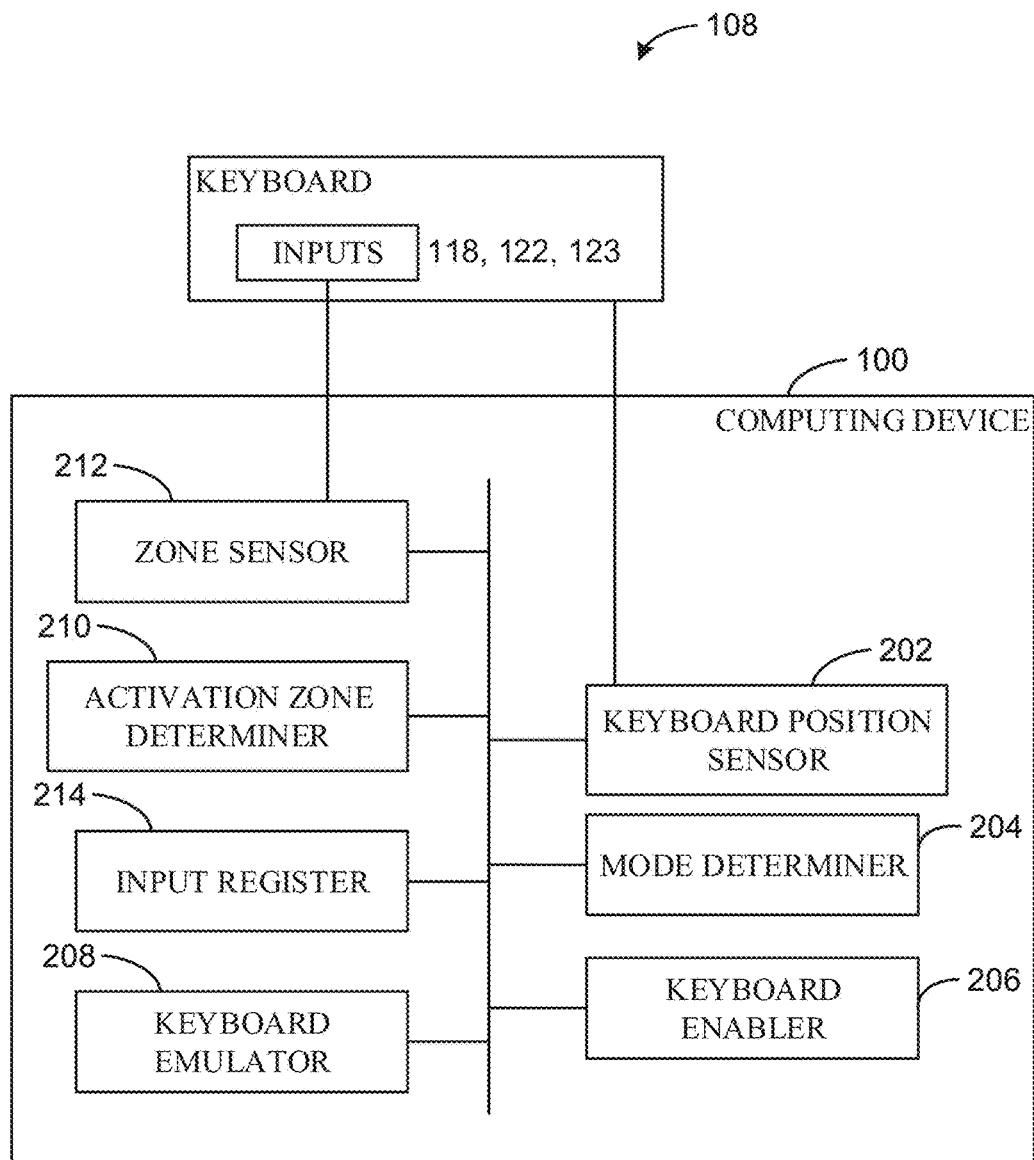 108
KEYBOARD
INPUTS 118, 122, 123
100
COMPUTING DEVICE
212
ZONE SENSOR
210
ACTIVATION ZONE
DETERMINER
202
KEYBOARD POSITION
SENSOR
214
INPUT REGISTER
204
MODE DETERMINER
208
KEYBOARD
EMULATOR
206
KEYBOARD
ENABLER